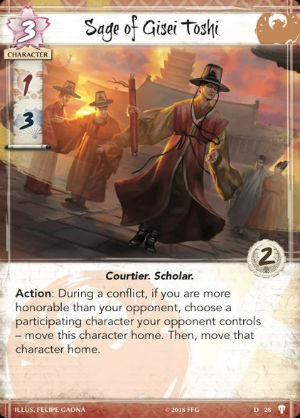 3
Sage of Gisei Toshi
CHARACTER
1
3
2
Courtier. Scholar.
Action: During a conflict, if you are more
honorable than your opponent, choose a
participating character your opponent controls
– move this character home. Then, move that
character home.
ILLUS. FELIPE GAONA
© 2018 FFG
D 28